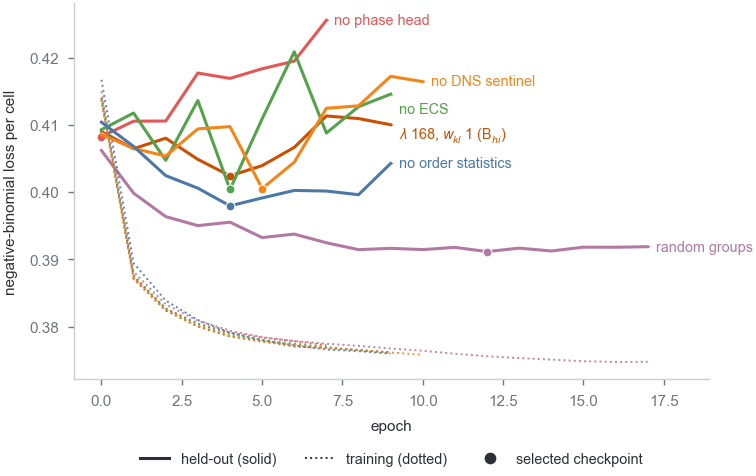 no phase head
0.42
no DNS sentinel
no ECS
0.41
λ 168, wkl 1 (Bhi)
no order statistics
0.40
0.39
random groups
0.38
negative-binomial loss per cell
0.0 2.5 5.0 7.5 10.0 12.5 15.0 17.5
epoch
held-out (solid) training (dotted) selected checkpoint